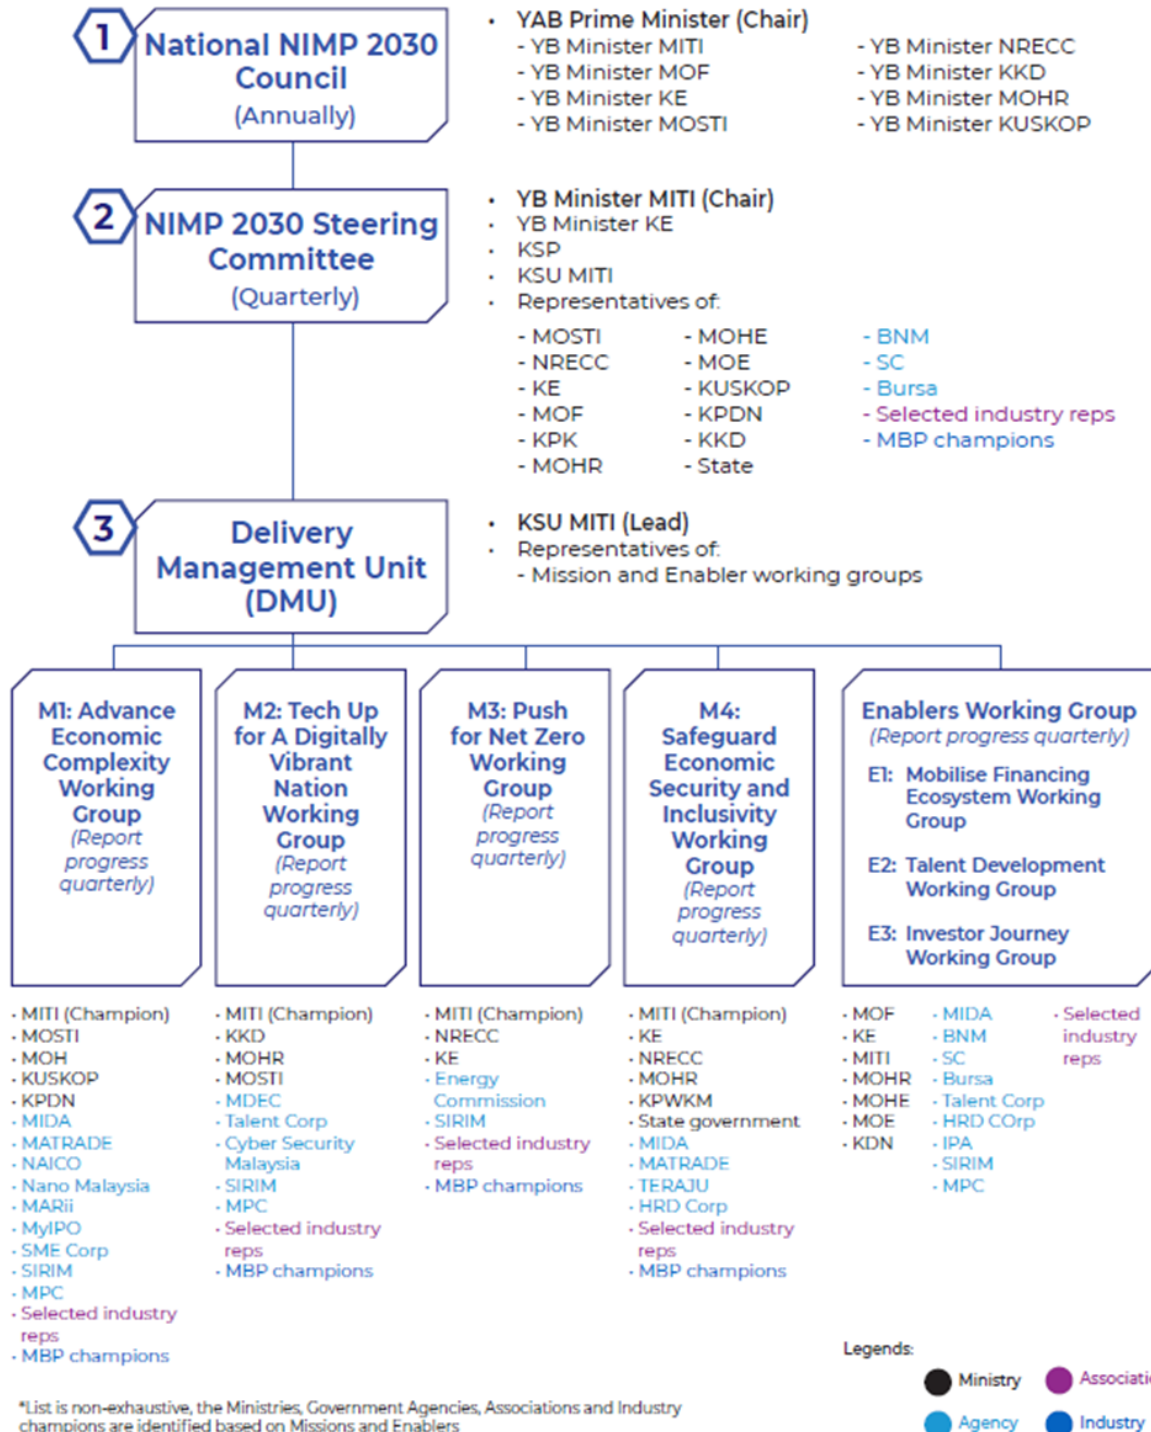 1
National NIMP 2030
Council
(Annually)
• YAB Prime Minister (Chair)
- YB Minister MITI
- YB Minister MOF
- YB Minister KE
- YB Minister MOSTI
- YB Minister NRECC
- YB Minister KKD
- YB Minister MOHR
- YB Minister KUSKOP
2
NIMP 2030 Steering
Committee
(Quarterly)
• YB Minister MITI (Chair)
• YB Minister KE
• KSP
• KSU MITI
• Representatives of:
- MOSTI
- NRECC
- KE
- MOF
- KPK
- MOHR
- MOHE
- MOE
- KUSKOP
- KPDN
- KKD
- State
- BNM
- SC
- Bursa
- Selected industry reps
- MBP champions
3
Delivery
Management Unit
(DMU)
• KSU MITI (Lead)
• Representatives of:
- Mission and Enabler working groups
M1: Advance
Economic
Complexity
Working
Group
(Report
progress
quarterly)
• MITI (Champion)
• MOSTI
• MOH
• KUSKOP
• KPDN
• MIDA
• MATRADE
• NAICO
• Nano Malaysia
• MARii
• MyIPO
• SME Corp
• SIRIM
• MPC
• Selected industry
reps
• MBP champions
M2: Tech Up
for A Digitally
Vibrant
Nation
Working
Group
(Report
progress
quarterly)
• MITI (Champion)
• KKD
• MOHR
• MOSTI
• MDEC
• Talent Corp
• Cyber Security
Malaysia
• SIRIM
• MPC
• Selected industry
reps
• MBP champions
M3: Push
for Net Zero
Working
Group
(Report
progress
quarterly)
• MITI (Champion)
• NRECC
• KE
• Energy
Commission
• SIRIM
• Selected industry
reps
• MBP champions
M4:
Safeguard
Economic
Security and
Inclusivity
Working
Group
(Report
progress
quarterly)
• MITI (Champion)
• KE
• NRECC
• MOHR
• KPWKM
• State government
• MIDA
• MATRADE
• TERAJU
• HRD Corp
• Selected industry
reps
• MBP champions
Enablers Working Group
(Report progress quarterly)
E1: Mobilise Financing
Ecosystem Working
Group
E2: Talent Development
Working Group
E3: Investor Journey
Working Group
• MOF
• KE
• MITI
• MOHR
• MOHE
• MOE
• KDN
• MIDA
• BNM
• SC
• Bursa
• Talent Corp
• HRD COrp
• IPA
• SIRIM
• MPC
• Selected
industry
reps
Legends:
Ministry
Associatio
Agency
Industry
*List is non-exhaustive, the Ministries, Government Agencies, Associations and Industry
champions are identified based on Missions and Enablers